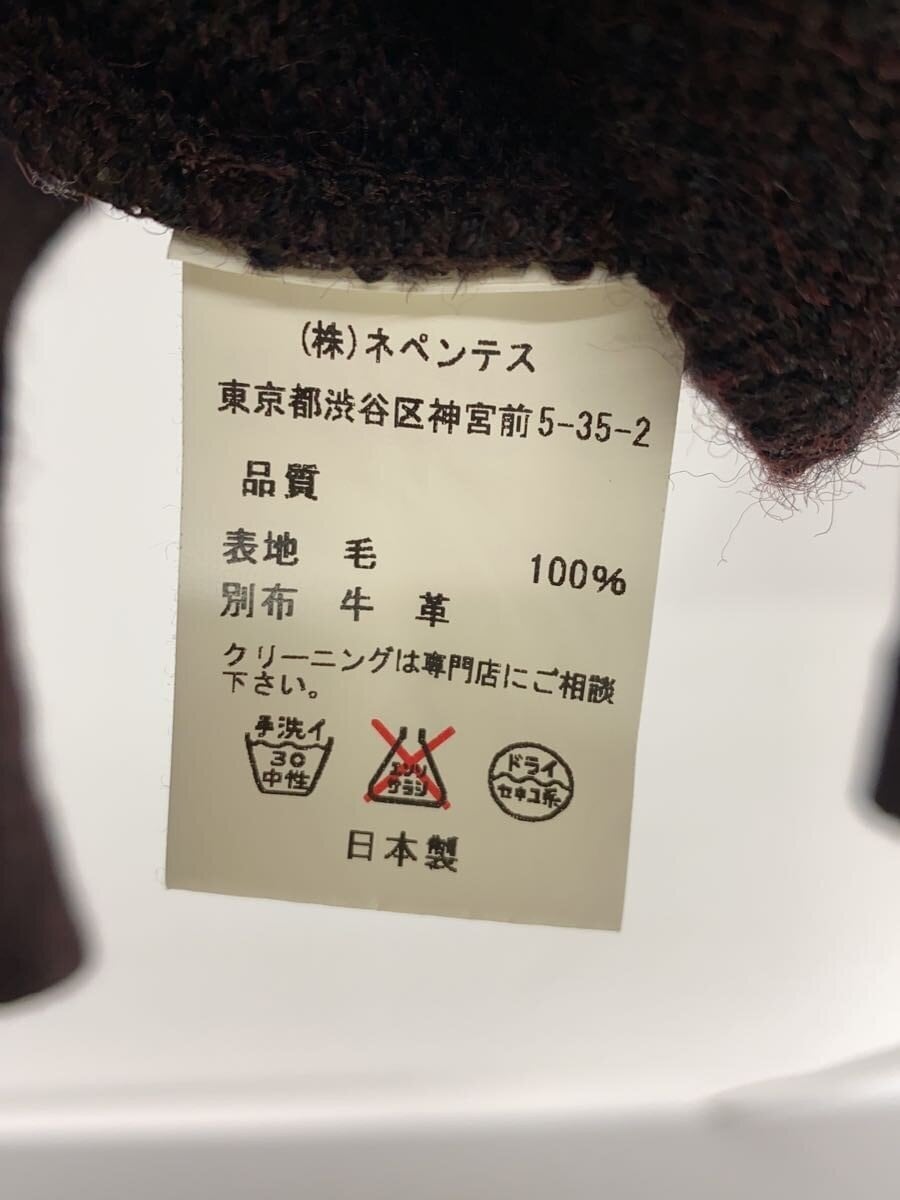 (株)ネペンテス
東京都渋谷区神宮前5-35-2
品質
表地 毛 100%
別布 牛 革
クリーニングは専門店にご相談
下さい。
手洗イ
30
中性
エンソ
サラシ
ドライ
セキユ系
日本製